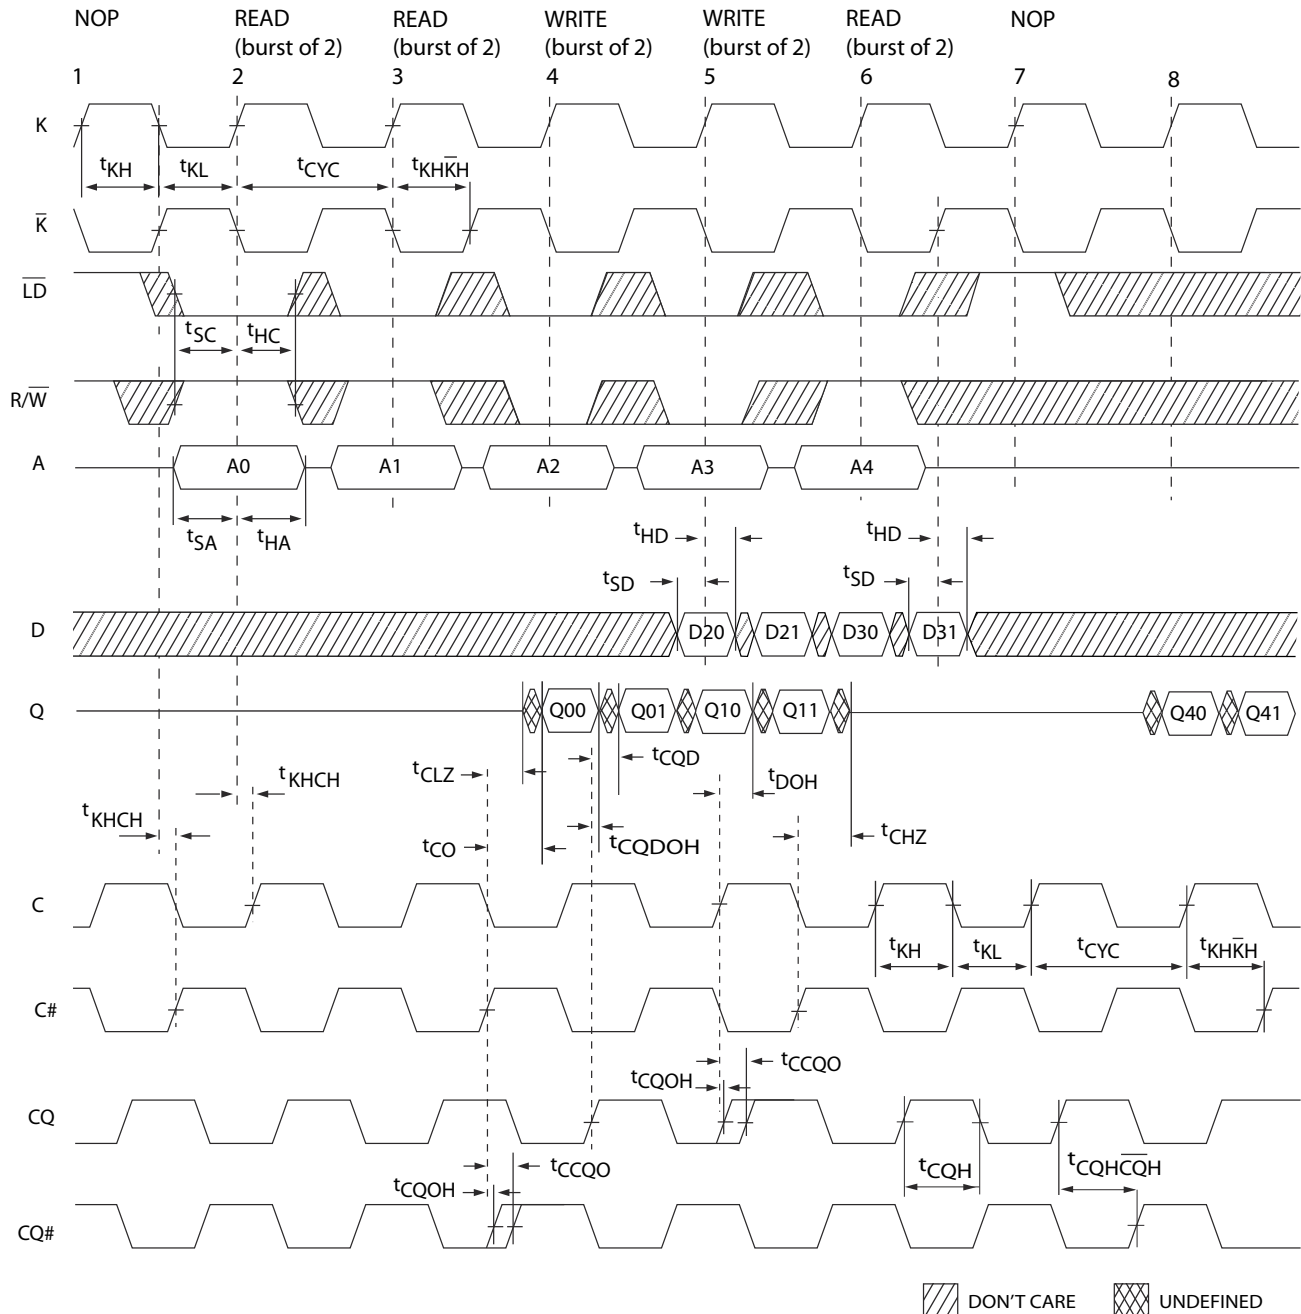 NOP READ READ WRITE WRITE READ NOP
(burst of 2) (burst of 2) (burst of 2) (burst of 2) (burst of 2)
1 2 3 4 5 6 7 8
K
tKH tKL tCYC tKHK̅H
K̅
L̅D̅
tSC tHC
R/W̅
A A0 A1 A2 A3 A4
tSA tHA tHD tHD
tSD tSD
D D20 D21 D30 D31
Q Q00 Q01 Q10 Q11 Q40 Q41
tCQD
tKHCH tCLZ tDOH
tKHCH tCO tCQDOH tCHZ
C
tKH tKL tCYC tKHK̅H
C#
tCCQO
tCQOH
CQ
tCCQO tCQH tCQHC̅Q̅H
tCQOH
CQ#
DON'T CARE UNDEFINED